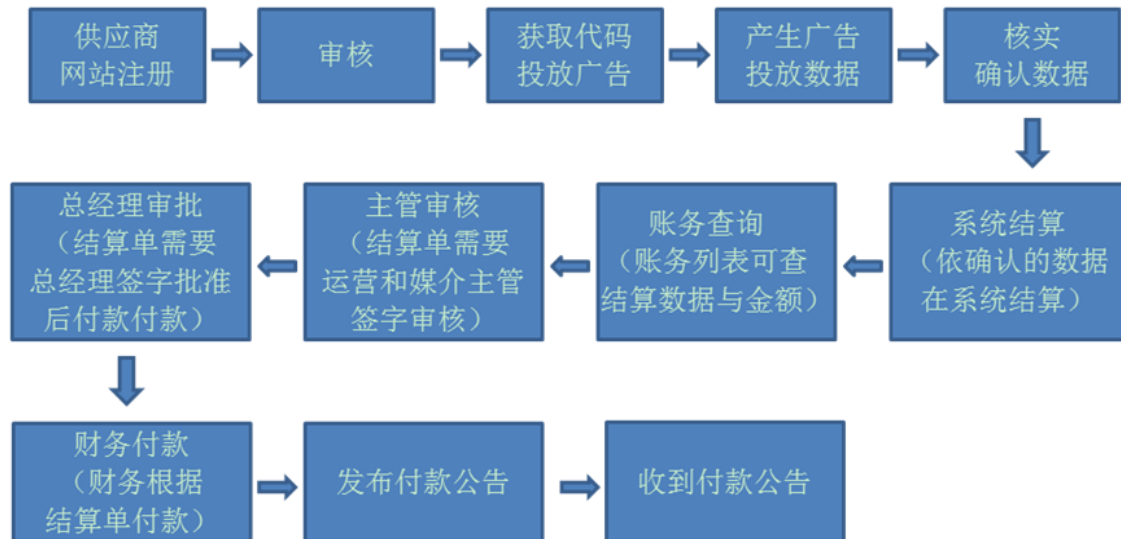 供应商
网站注册
审核
获取代码
投放广告
产生广告
投放数据
核实
确认数据
系统结算
（依确认的数据
在系统结算）
账务查询
（账务列表可查
结算数据与金额）
主管审核
（结算单需要
运营和媒介主管
签字审核）
总经理审批
（结算单需要
总经理签字批准
后付款付款）
财务付款
（财务根据
结算单付款）
发布付款公告
收到付款公告